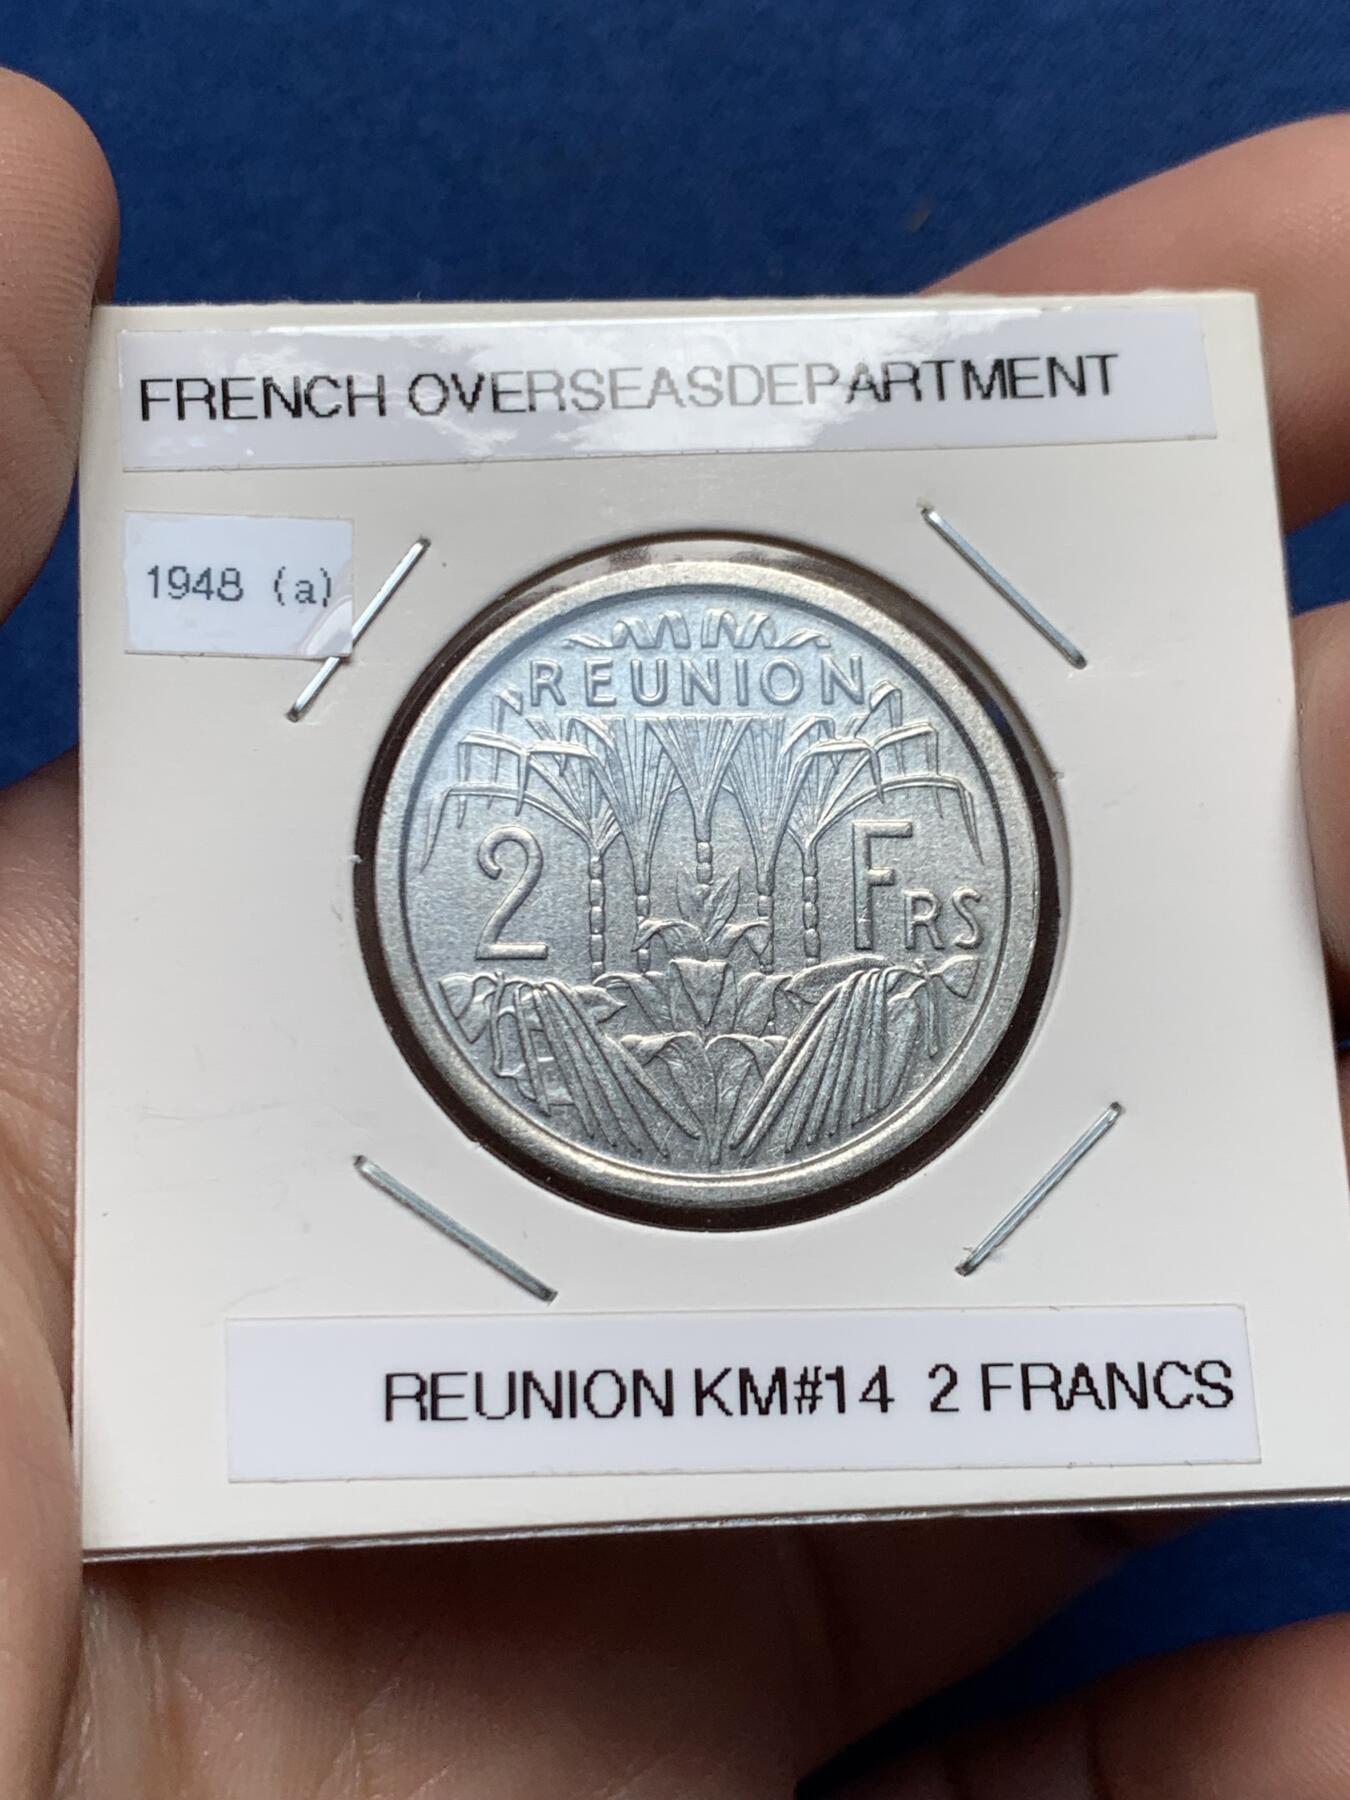 FRENCH OVERSEASDEPARTMENT
1948 (a)
REUNION
2 FRS
REUNION KM#14 2 FRANCS